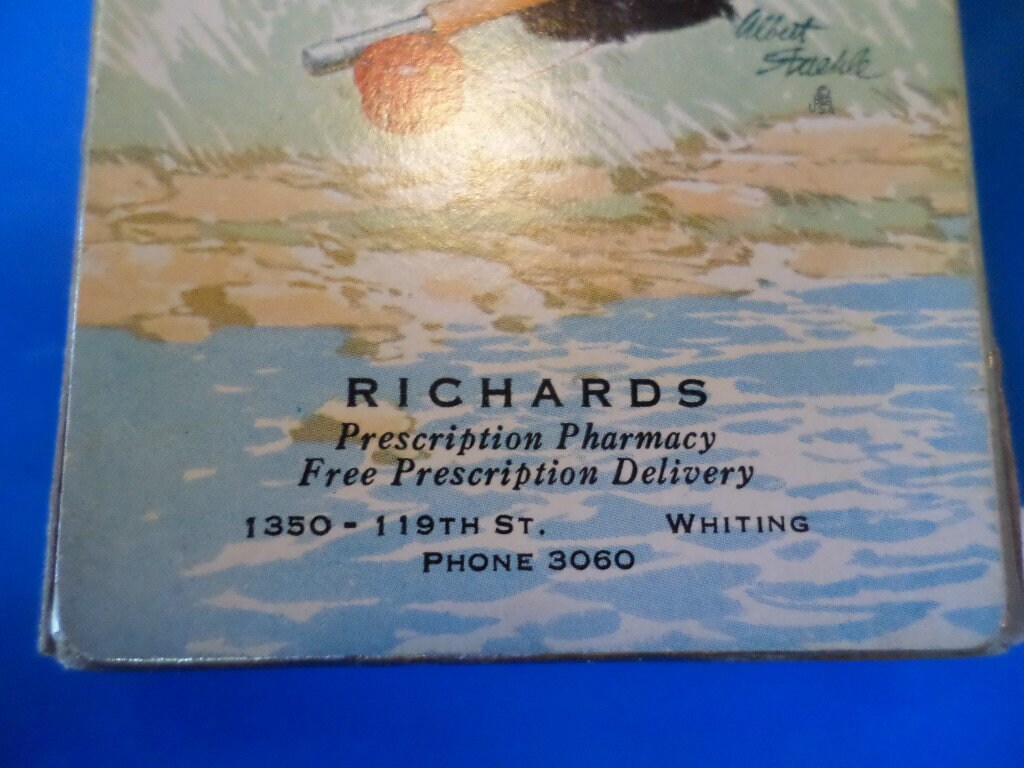 Albert
Staehle
RICHARDS
Prescription Pharmacy
Free Prescription Delivery
1350 - 119TH ST. WHITING
PHONE 3060